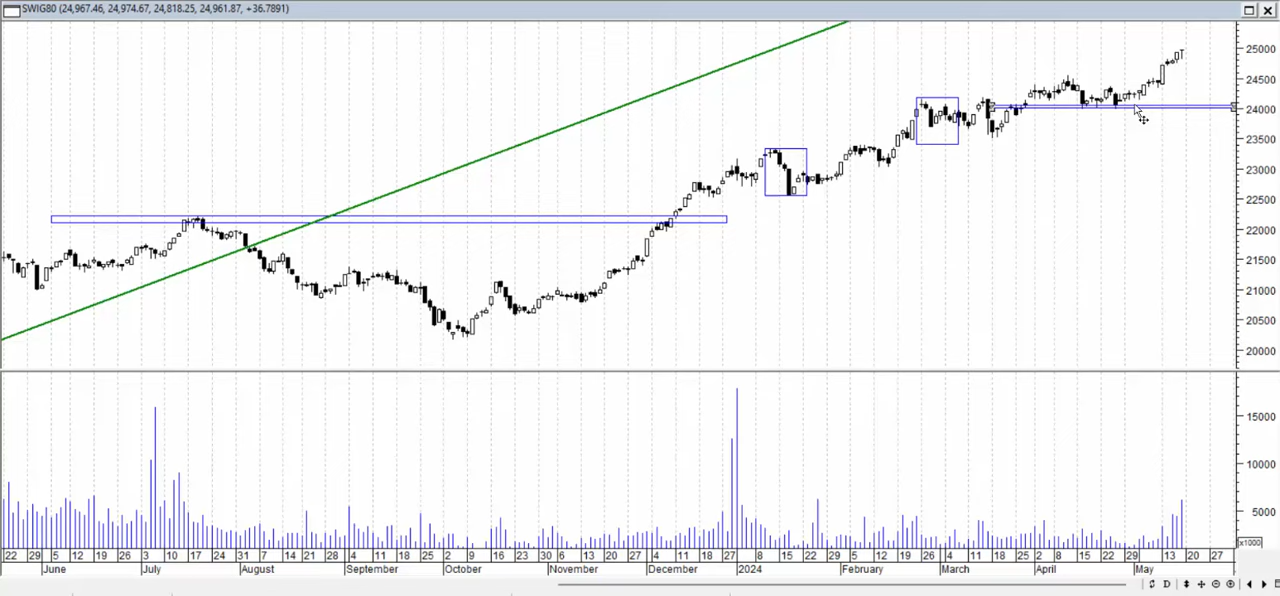 SWIG80 (24,967.46, 24,974.67, 24,818.25, 24,961.87, +36.7891)
25000
24500
24000
23500
23000
22500
22000
21500
21000
20500
20000
15000
10000
5000
x1000
22 29 5 12 19 26 3 10 17 24 31 7 14 21 28 4 11 18 25 2 9 16 23 30 6 13 20 27 4 11 18 27 8 15 22 29 5 12 19 26 4 11 18 25 2 8 15 22 29 6 13 20 27
June July August September October November December 2024 February March April May
D